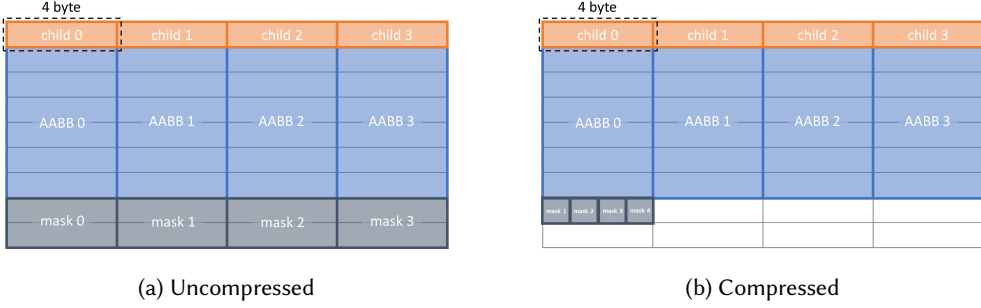 4 byte
child 0 child 1 child 2 child 3
AABB 0 AABB 1 AABB 2 AABB 3
mask 0 mask 1 mask 2 mask 3
(a) Uncompressed
4 byte
child 0 child 1 child 2 child 3
AABB 0 AABB 1 AABB 2 AABB 3
mask 1 mask 2 mask 3 mask 4
(b) Compressed